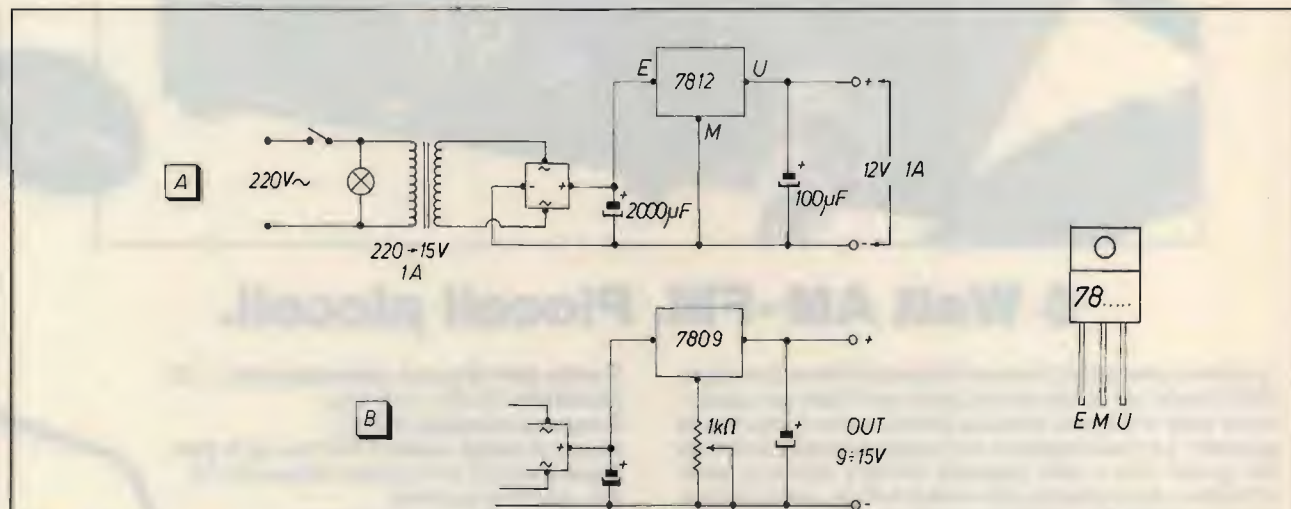 E
7812
U
M
A
220V~
~
-
+
~
+
2000µF
+
100µF
+
12V 1A
-
220÷15V
1A
78.....
E M U
B
7809
~
+
~
+
1kΩ
+
+
OUT
9÷15V
-
5 Watt AM-FM. Piccoli piccoli.